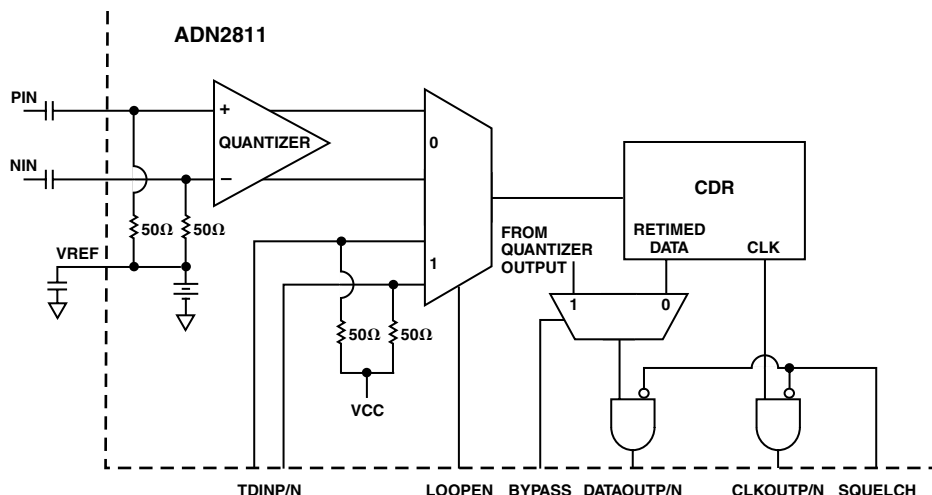 ADN2811
PIN
+
QUANTIZER
0
NIN
−
CDR
50Ω 50Ω
VREF
FROM
QUANTIZER
OUTPUT
RETIMED
DATA
CLK
1
1 0
50Ω 50Ω
VCC
TDINP/N LOOPEN BYPASS DATAOUTP/N CLKOUTP/N SQUELCH